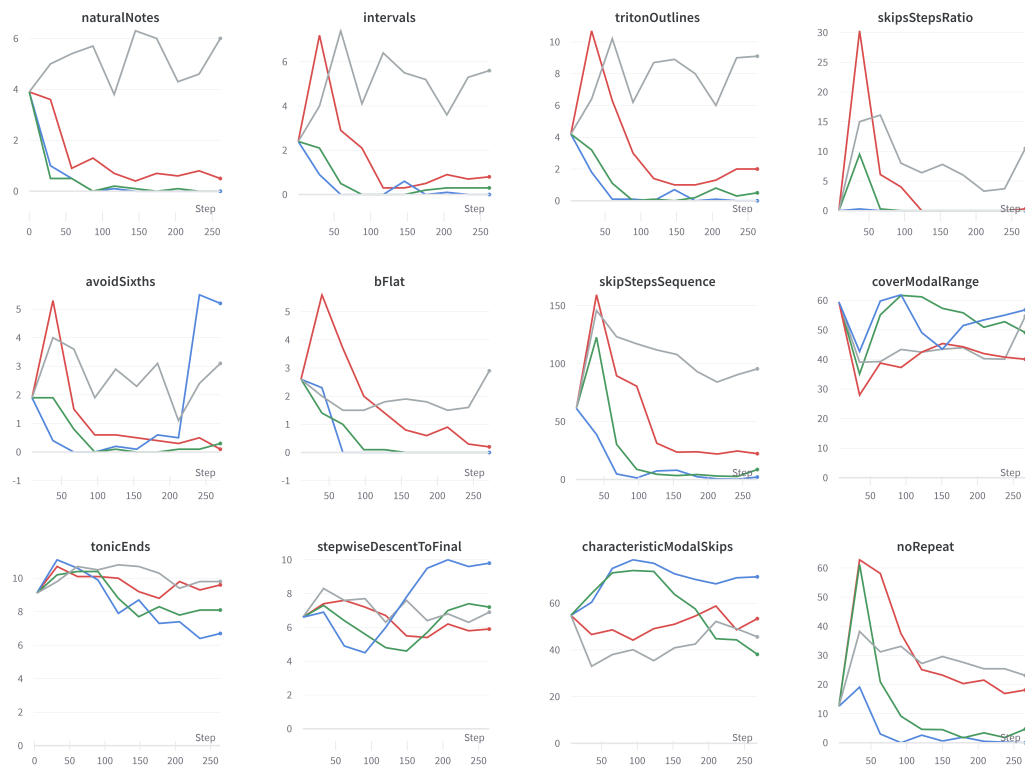 naturalNotes
6
4
2
0
Step
0 50 100 150 200 250
intervals
6
4
2
0
Step
50 100 150 200 250
tritonOutlines
10
8
6
4
2
0
Step
50 100 150 200 250
skipsStepsRatio
30
25
20
15
10
5
0
Step
50 100 150 200 250
avoidSixths
5
4
3
2
1
0
-1
Step
50 100 150 200 250
bFlat
5
4
3
2
1
0
-1
Step
50 100 150 200 250
skipStepsSequence
150
100
50
0
Step
50 100 150 200 250
coverModalRange
60
50
40
30
20
10
0
Step
50 100 150 200 250
tonicEnds
10
8
6
4
2
0
Step
0 50 100 150 200 250
stepwiseDescentToFinal
10
8
6
4
2
0
Step
50 100 150 200 250
characteristicModalSkips
60
40
20
0
Step
50 100 150 200 250
noRepeat
60
50
40
30
20
10
0
Step
50 100 150 200 250